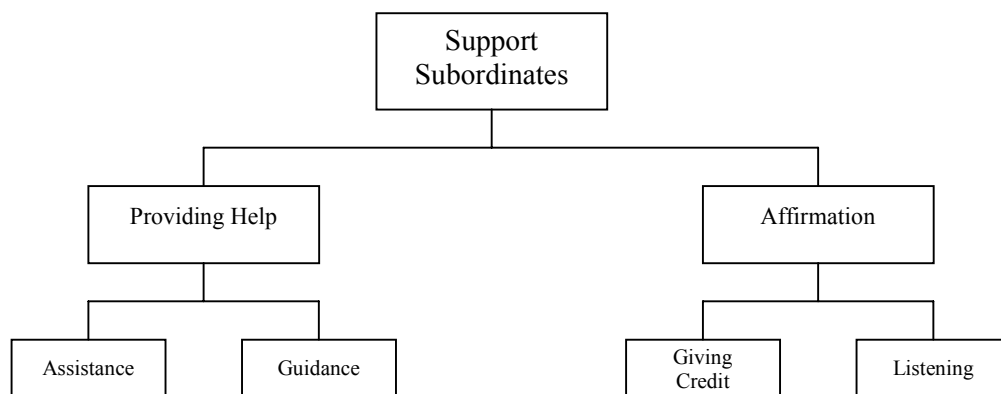 Support
Subordinates
Providing Help
Affirmation
Assistance
Guidance
Giving
Credit
Listening